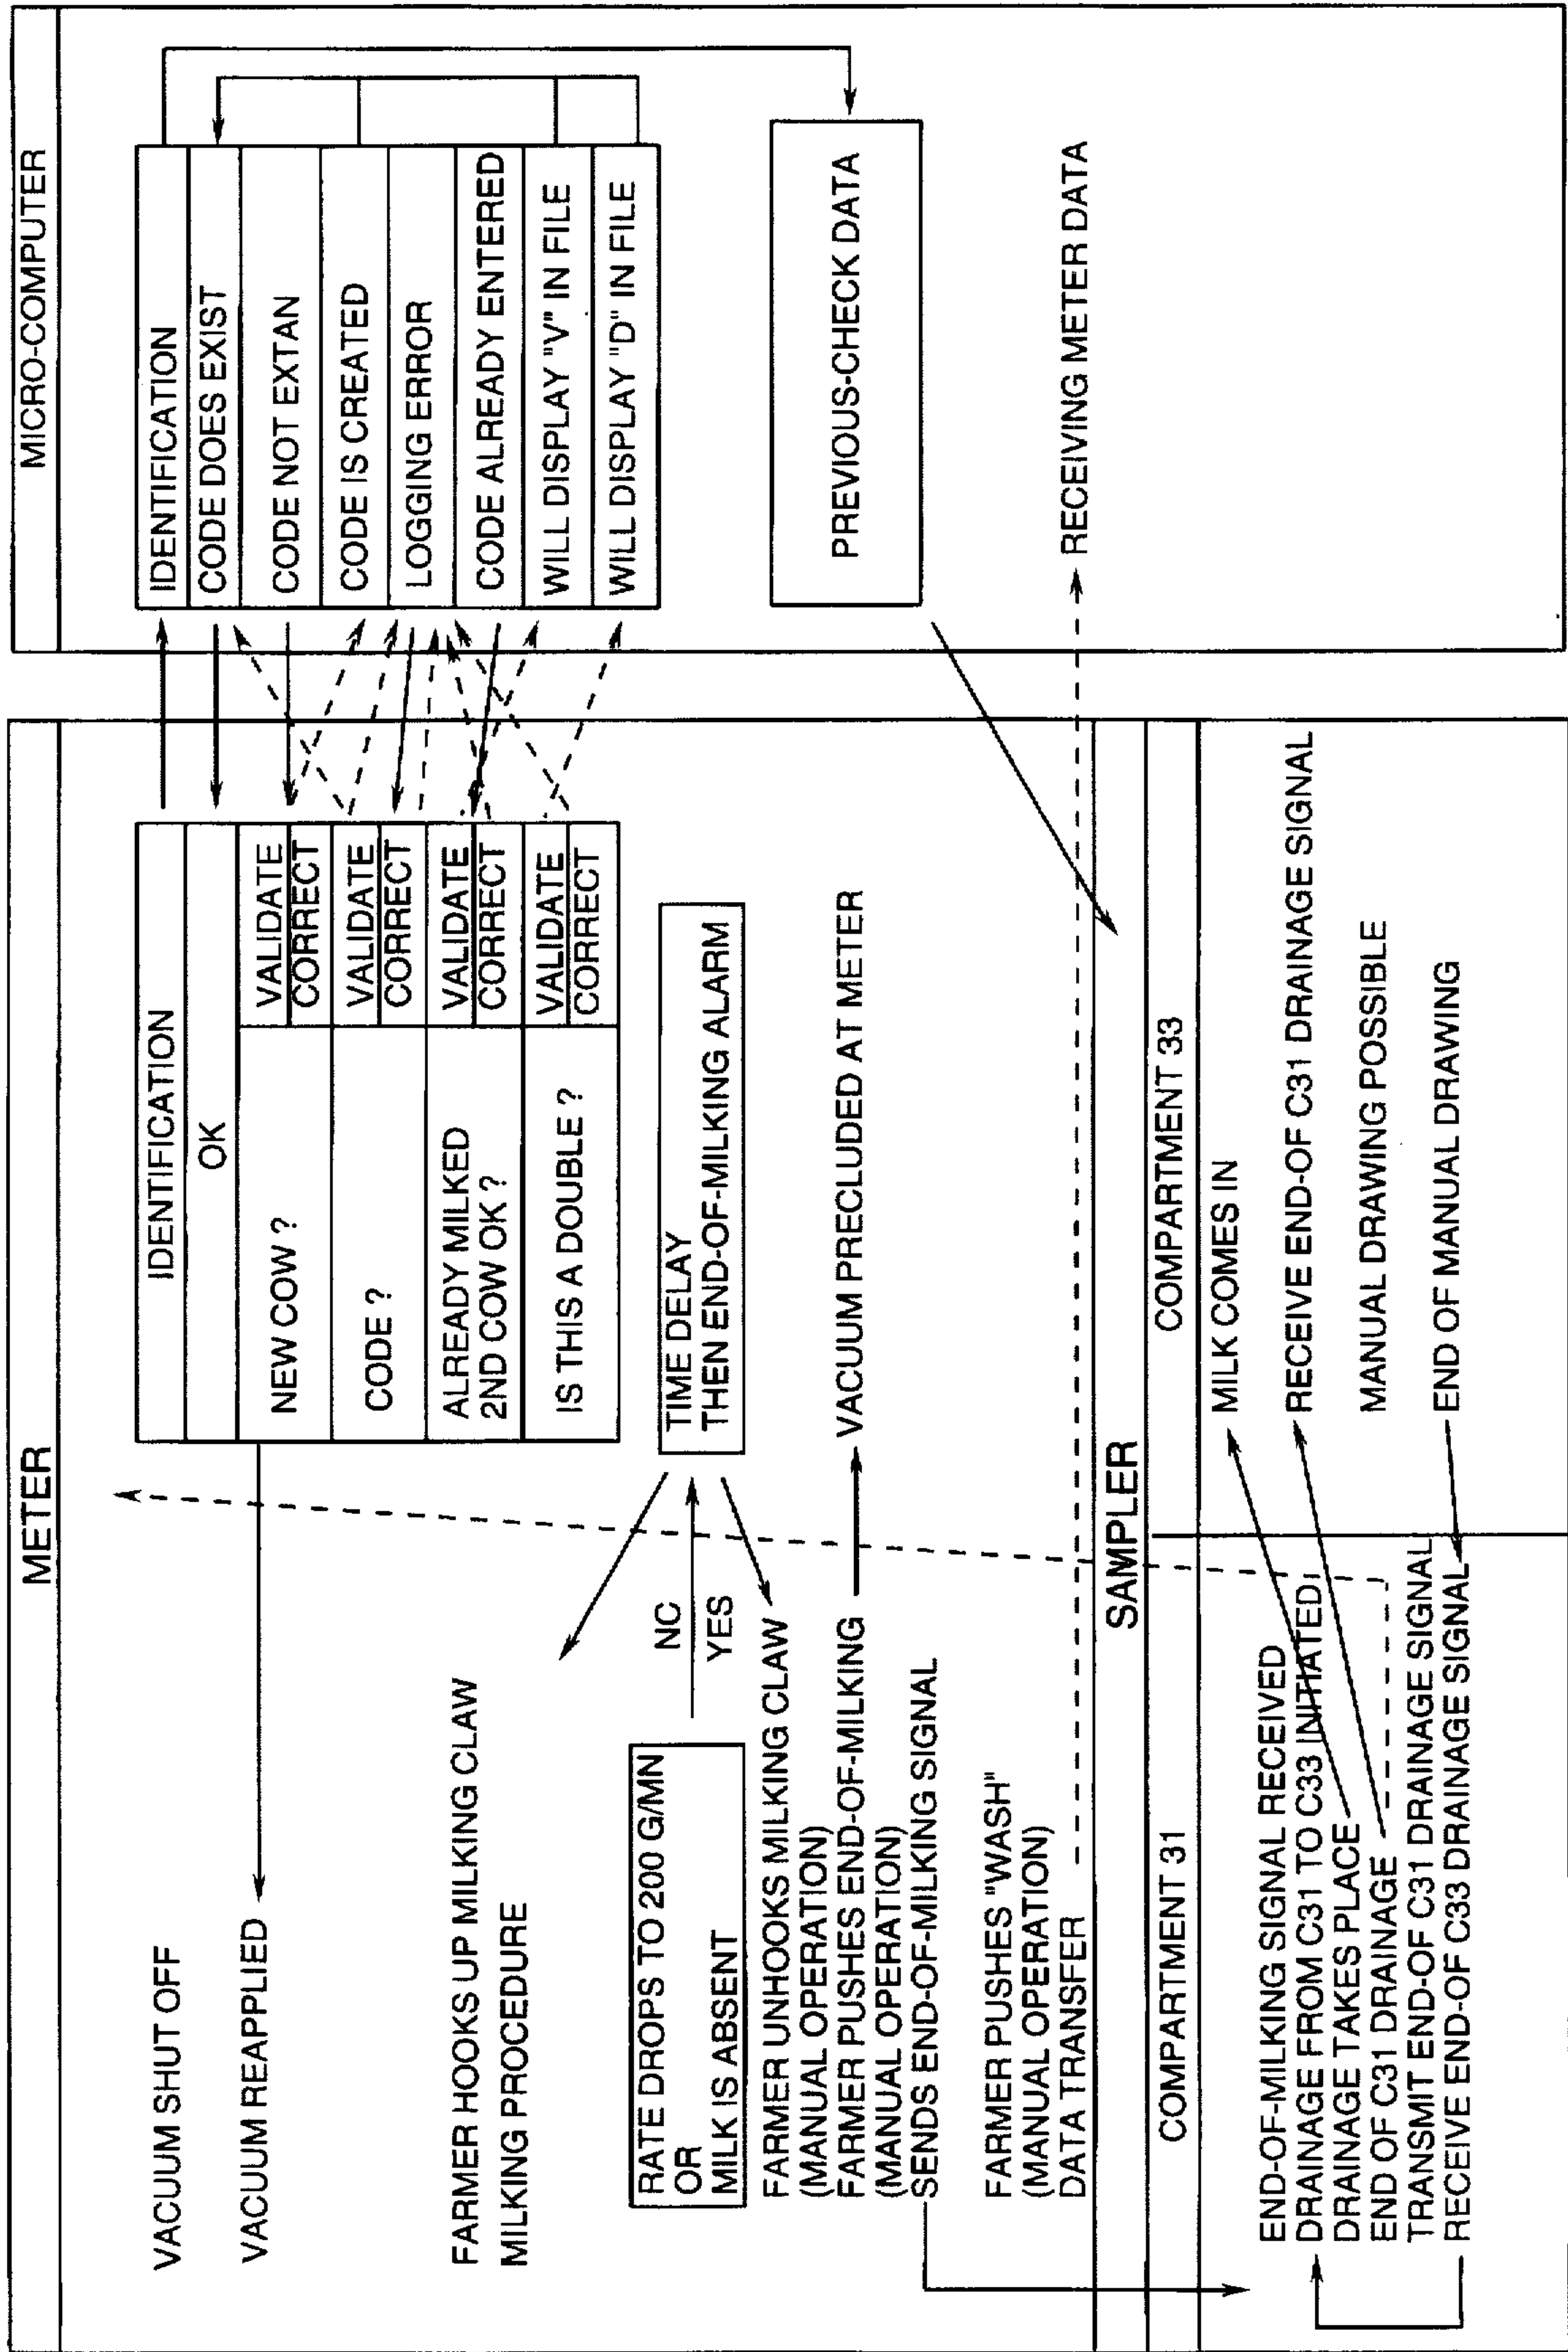 METER
VACUUM SHUT OFF
VACUUM REAPPLIED
FARMER HOOKS UP MILKING CLAW
MILKING PROCEDURE
RATE DROPS TO 200 G/MN
OR
MILK IS ABSENT
NC
YES
FARMER UNHOOKS MILKING CLAW
(MANUAL OPERATION)
FARMER PUSHES END-OF-MILKING
(MANUAL OPERATION)
SENDS END-OF-MILKING SIGNAL
FARMER PUSHES "WASH"
(MANUAL OPERATION)
DATA TRANSFER
IDENTIFICATION
OK
NEW COW ?
VALIDATE
CORRECT
CODE ?
VALIDATE
CORRECT
ALREADY MILKED
2ND COW OK ?
VALIDATE
CORRECT
IS THIS A DOUBLE ?
VALIDATE
CORRECT
TIME DELAY
THEN END-OF-MILKING ALARM
VACUUM PRECLUDED AT METER
MICRO-COMPUTER
IDENTIFICATION
CODE DOES EXIST
CODE NOT EXTAN
CODE IS CREATED
LOGGING ERROR
CODE ALREADY ENTERED
WILL DISPLAY "V" IN FILE
WILL DISPLAY "D" IN FILE
PREVIOUS-CHECK DATA
RECEIVING METER DATA
SAMPLER
COMPARTMENT 31
END-OF-MILKING SIGNAL RECEIVED
DRAINAGE FROM C31 TO C33 INITIATED
DRAINAGE TAKES PLACE
END OF C31 DRAINAGE
TRANSMIT END-OF C31 DRAINAGE SIGNAL
RECEIVE END-OF C33 DRAINAGE SIGNAL
COMPARTMENT 33
MILK COMES IN
RECEIVE END-OF C31 DRAINAGE SIGNAL
MANUAL DRAWING POSSIBLE
END OF MANUAL DRAWING